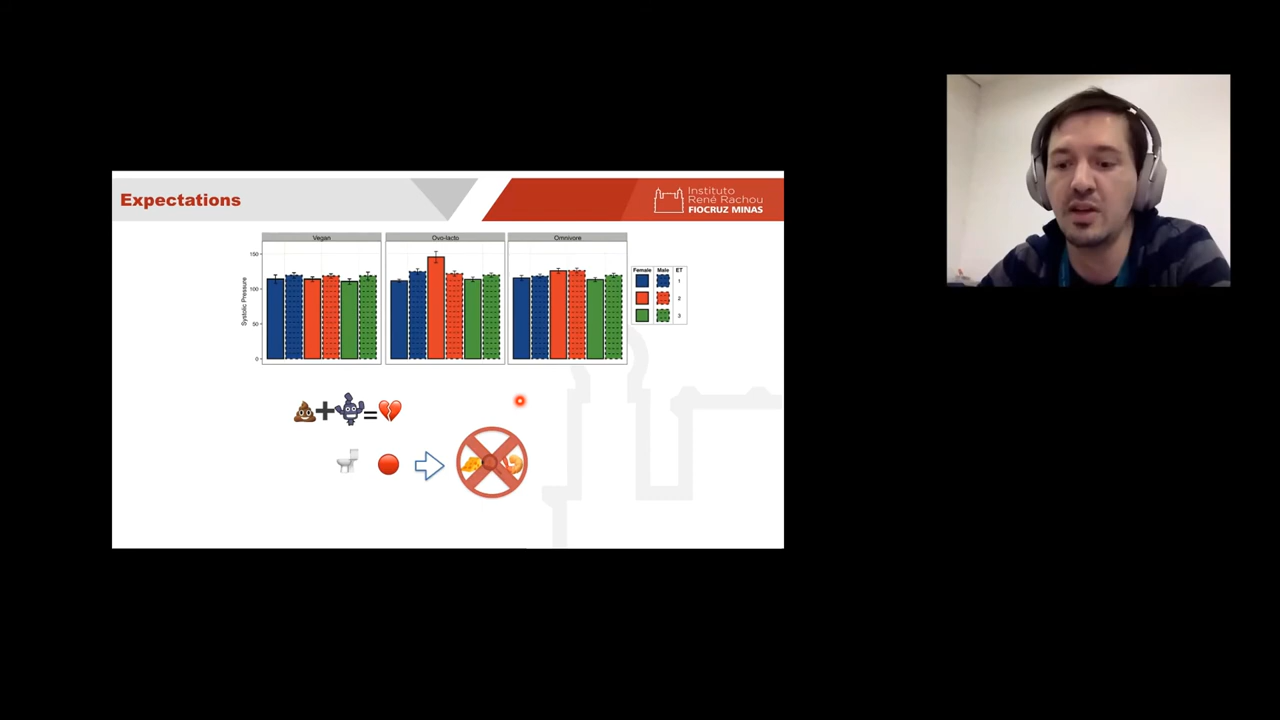 Expectations
Instituto
René Rachou
FIOCRUZ MINAS
Vegan
Ovo-lacto
Omnivore
Systolic Pressure
150
100
50
0
Female Male ET
1
2
3